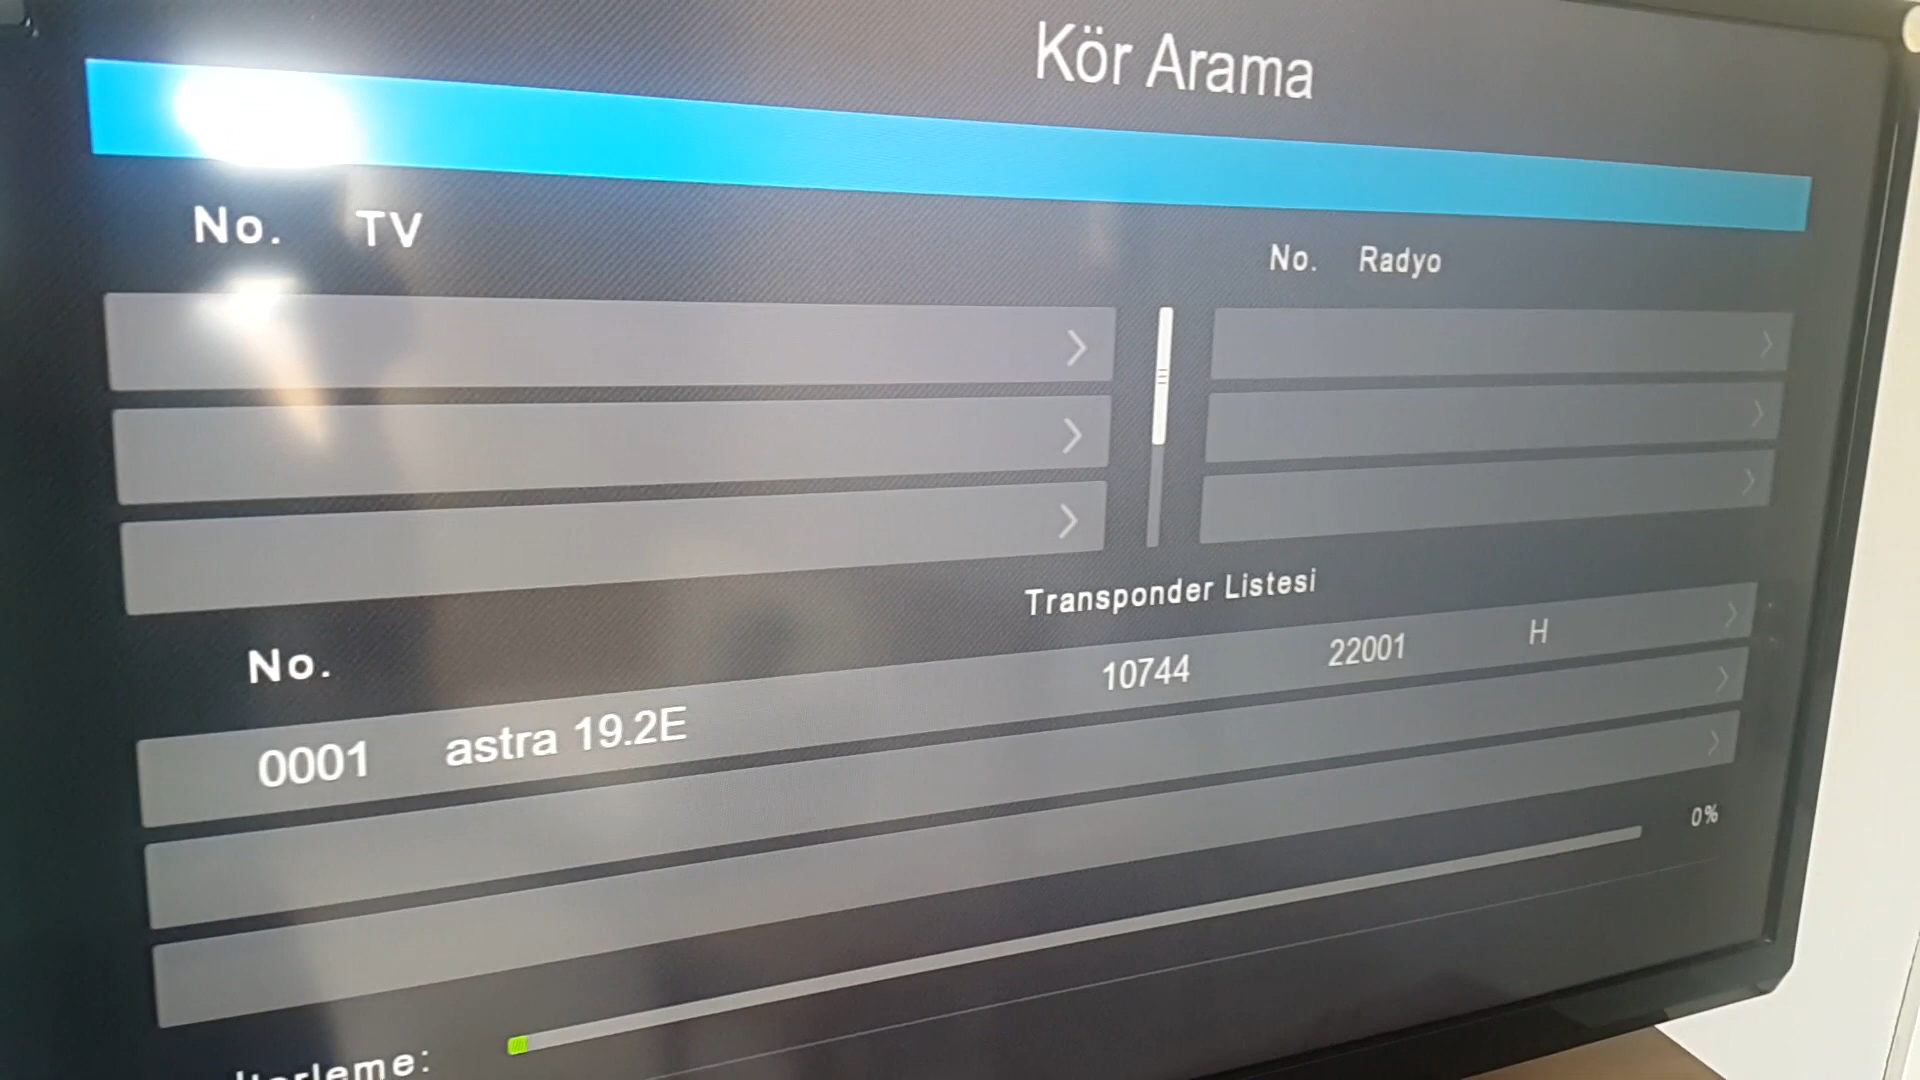 Kör Arama
No. TV
No. Radyo
Transponder Listesi
No.
0001 astra 19.2E 10744 22001 H
0%